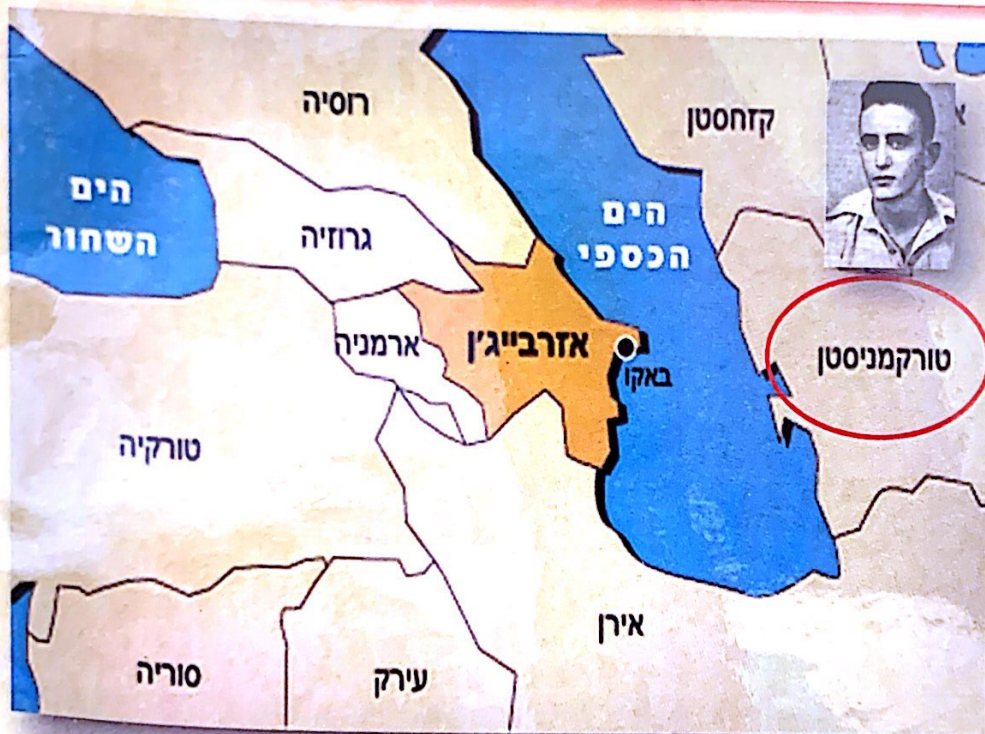 רוסיה
קזחסטן
הים
השחור
גרוזיה
הים
הכספי
ארמניה
אזרבייג'ן
באקו
טורקמניסטן
טורקיה
סוריה
עירק
אירן